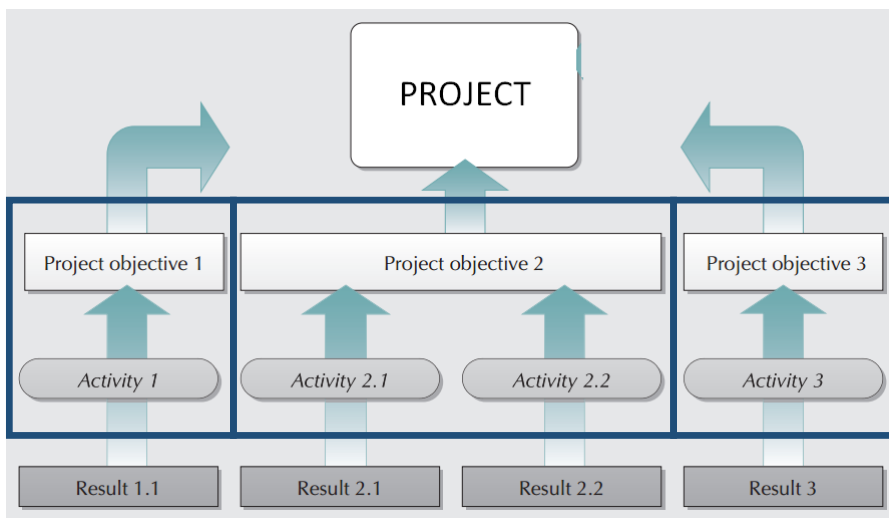 PROJECT
Project objective 1
Project objective 2
Project objective 3
Activity 1
Activity 2.1
Activity 2.2
Activity 3
Result 1.1
Result 2.1
Result 2.2
Result 3